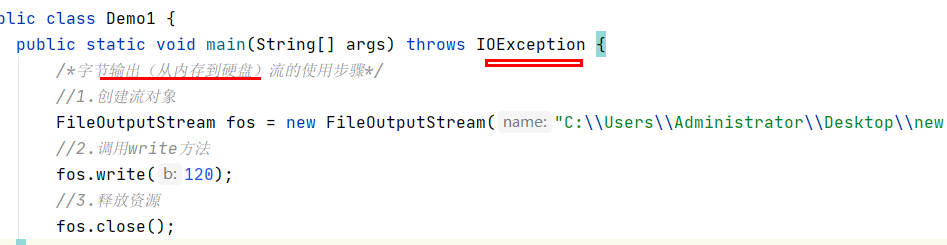 blic class Demo1 {
public static void main(String[] args) throws IOException {
/*字节输出（从内存到硬盘）流的使用步骤*/
//1.创建流对象
FileOutputStream fos = new FileOutputStream( name: "C:\\Users\\Administrator\\Desktop\\new
//2.调用write方法
fos.write( b: 120);
//3.释放资源
fos.close();